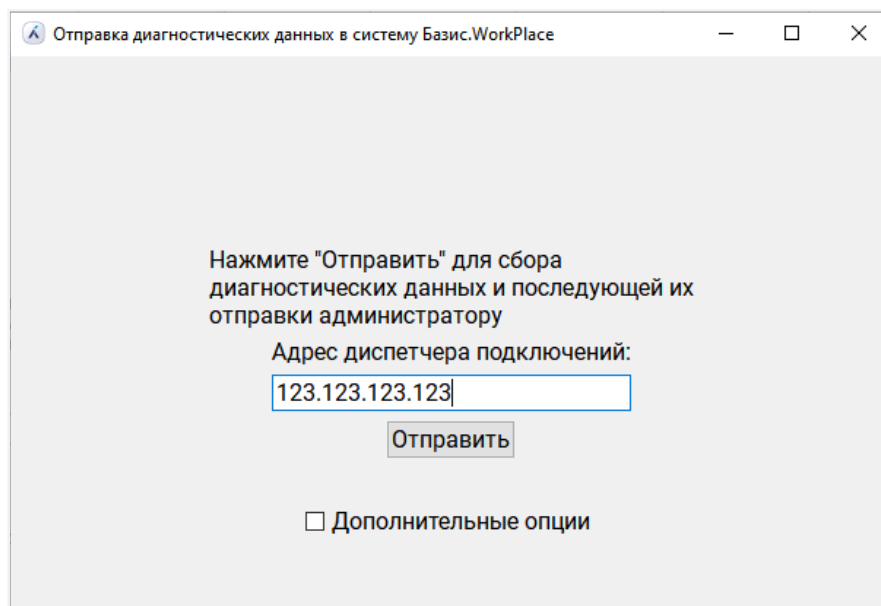 Отправка диагностических данных в систему Базис.WorkPlace
Нажмите "Отправить" для сбора
диагностических данных и последующей их
отправки администратору
Адрес диспетчера подключений:
123.123.123.123
Отправить
Дополнительные опции